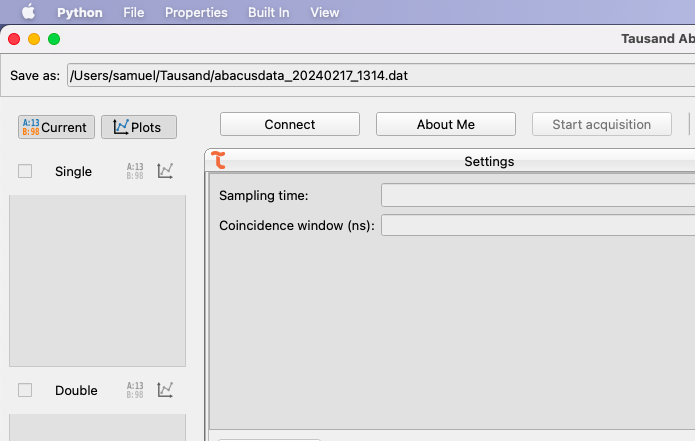 Python File Properties Built In View
Tausand Ab
Save as: /Users/samuel/Tausand/abacusdata_20240217_1314.dat
A:13 B:98 Current Plots Connect About Me Start acquisition
Single A:13 B:98
Settings
Sampling time:
Coincidence window (ns):
Double A:13 B:98